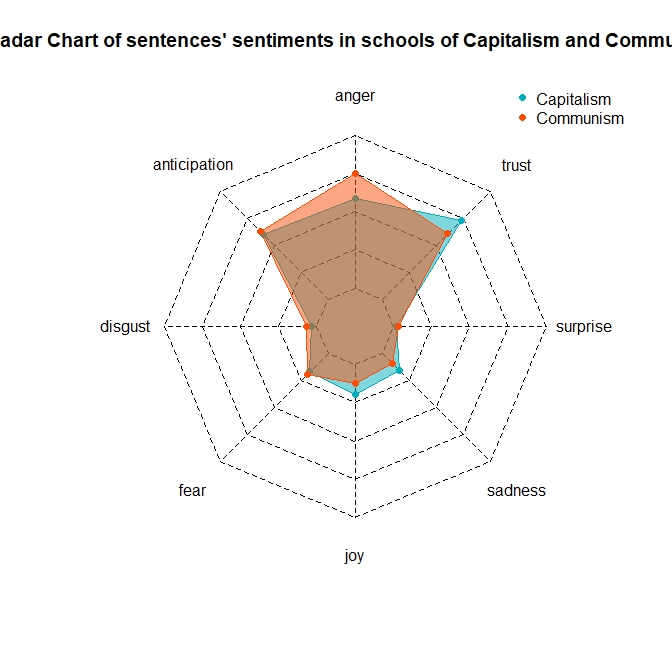 adar Chart of sentences' sentiments in schools of Capitalism and Commu
anger
Capitalism
Communism
anticipation
trust
disgust
surprise
fear
sadness
joy